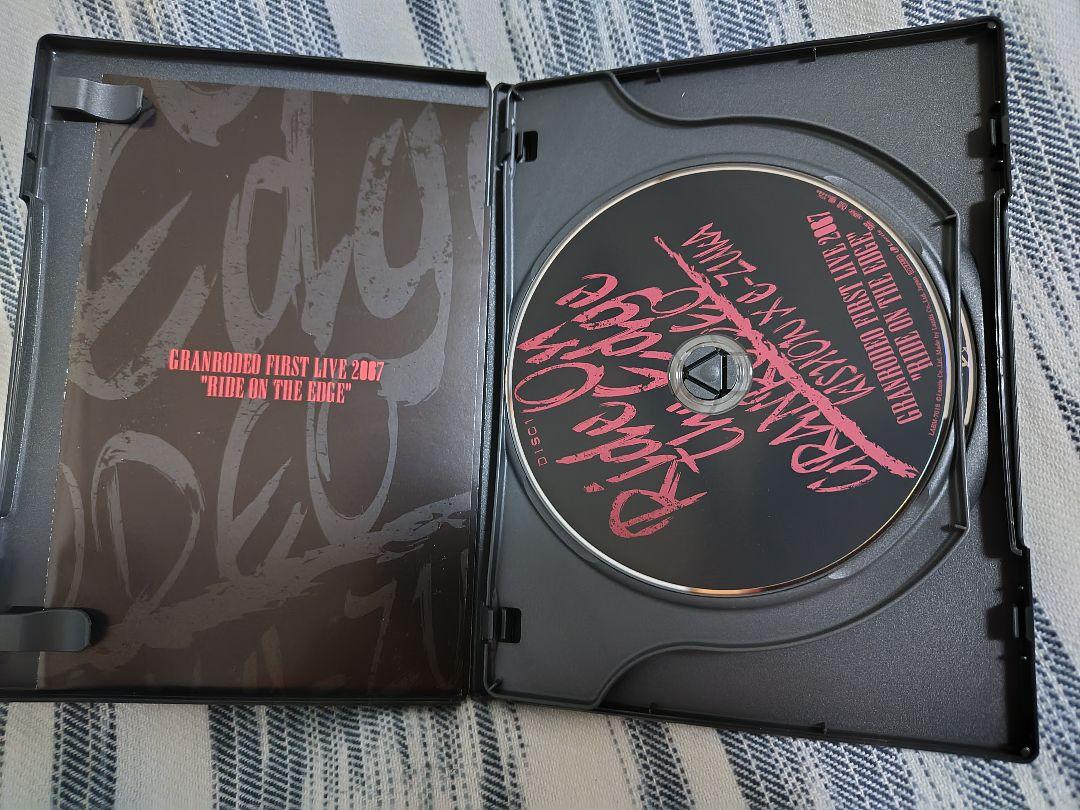 Edge
GRANRODEO FIRST LIVE 2007
"RIDE ON THE EDGE"
DISC1
Ride On
the Edge
GRANRODEO
KISHOW×e-ZUKA
GRANRODEO FIRST LIVE 2007
"RIDE ON THE EDGE"